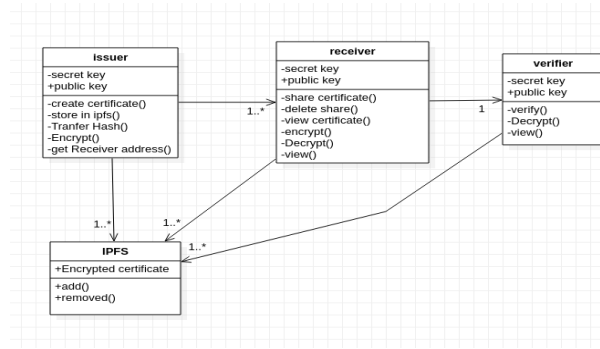 issuer
-secret key
+public key
-create certificate()
-store in ipfs()
-Tranfer Hash()
-Encrypt()
-get Receiver address()
1..*
receiver
-secret key
+public key
-share certificate()
-delete share()
-view certificate()
-encrypt()
-Decrypt()
-view()
1
verifier
-secret key
+public key
-verify()
-Decrypt()
-view()
1..*
1..*
1..*
IPFS
+Encrypted certificate
+add()
+removed()